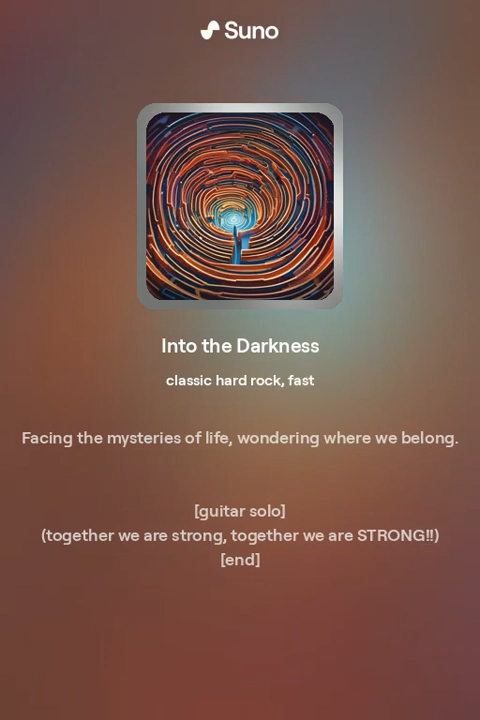 Suno
Into the Darkness
classic hard rock, fast
Facing the mysteries of life, wondering where we belong.
[guitar solo]
(together we are strong, together we are STRONG!!)
[end]